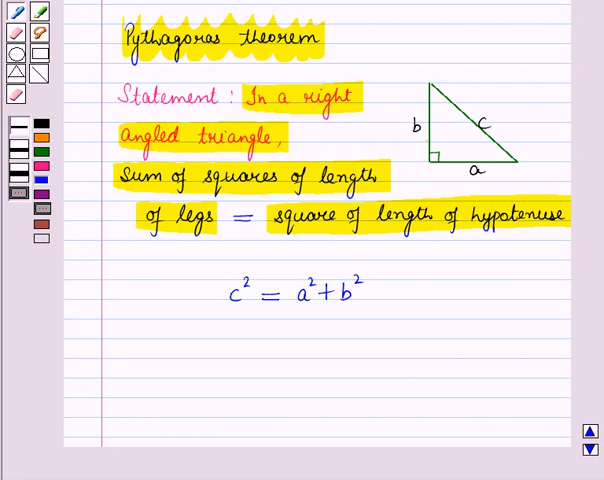 Pythagoras theorem
Statement : In a right
angled triangle,
Sum of squares of length
of legs = square of length of hypotenuse
b
c
a
c² = a² + b²